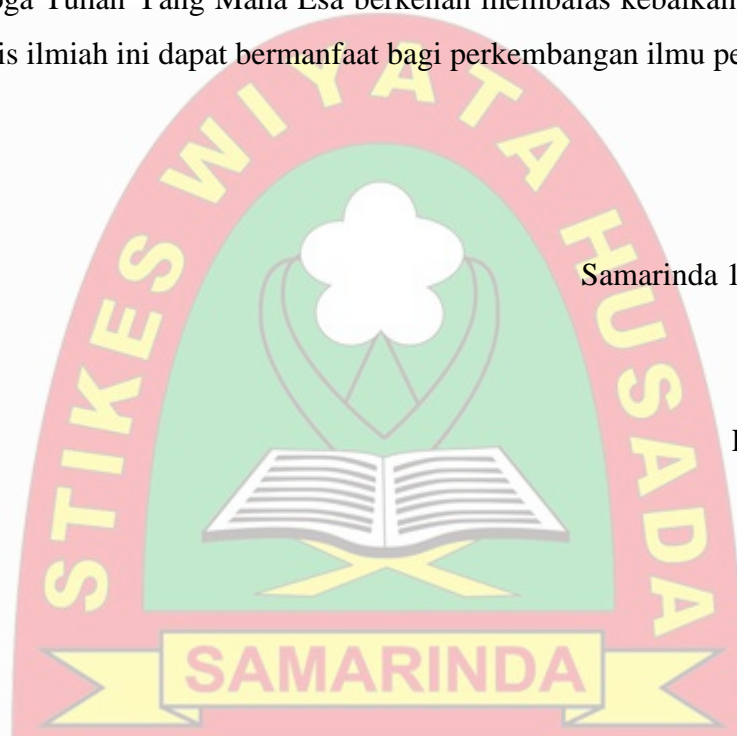 oga Tuhan Yang Maha Esa berkenan membalas kebaikan
is ilmiah ini dapat bermanfaat bagi perkembangan ilmu pe
STIKES WIYATA HUSADA
Samarinda 1
SAMARINDA